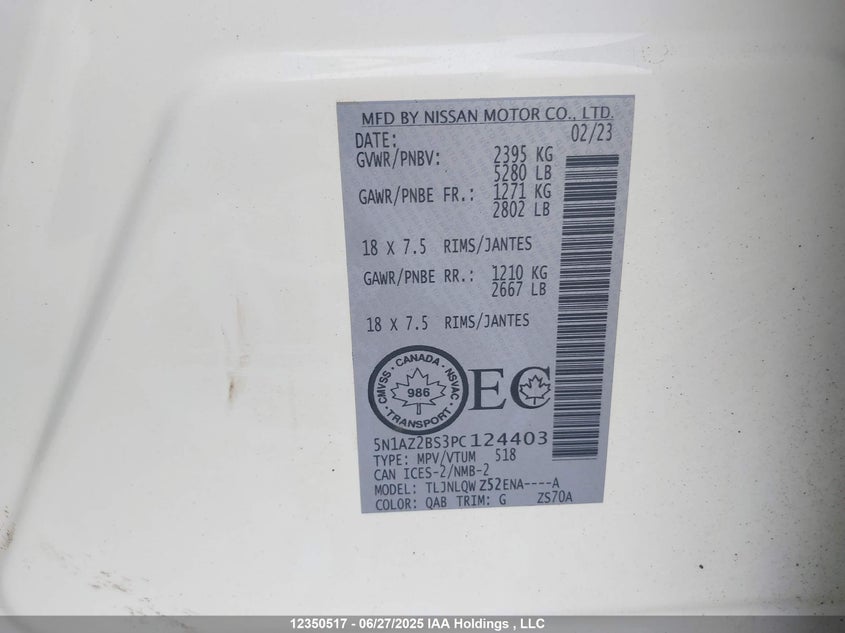 MFD BY NISSAN MOTOR CO., LTD.
DATE: 02/23
GVWR/PNBV: 2395 KG
5280 LB
GAWR/PNBE FR.: 1271 KG
2802 LB
18 X 7.5 RIMS/JANTES
GAWR/PNBE RR.: 1210 KG
2667 LB
18 X 7.5 RIMS/JANTES
CANADA
CMVSS 986 NSVAC
TRANSPORT
EC
5N1AZ2BS3PC124403
TYPE: MPV/VTUM 518
CAN ICES-2/NMB-2
MODEL: TLJNLQWZ52ENA----A
COLOR: QAB TRIM: G ZS70A
12350517 - 06/27/2025 IAA Holdings , LLC